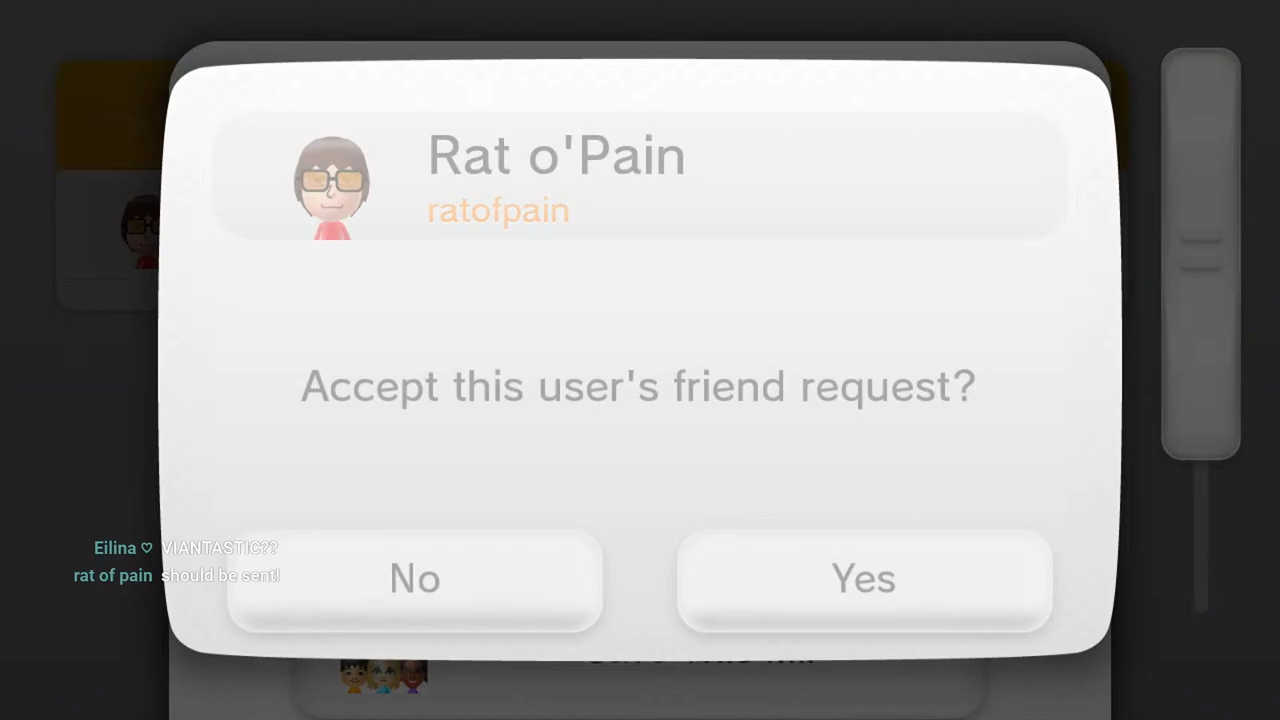 Rat o'Pain
ratofpain
Accept this user's friend request?
Eilina ♡ VIANTASTIC??
rat of pain should be sent!
No
Yes